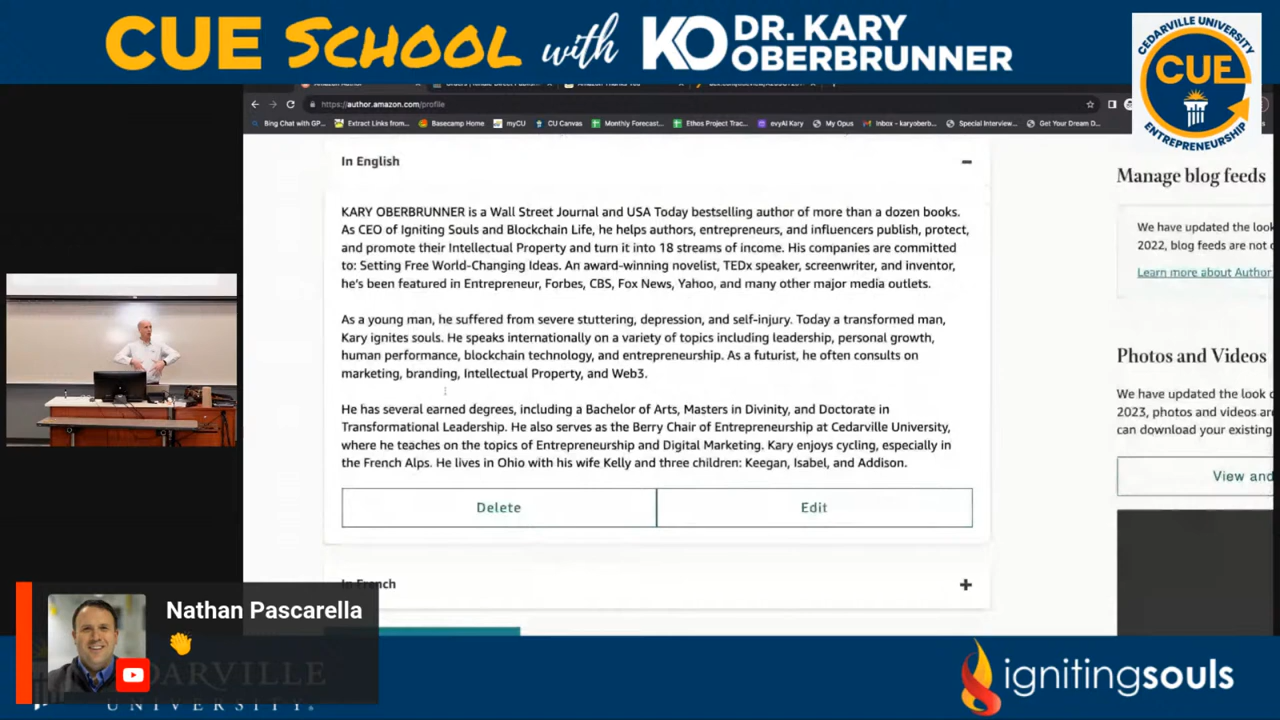 CUE SCHOOL with KO DR. KARY OBERBRUNNER
CEDARVILLE UNIVERSITY
CUE
ENTREPRENEURSHIP
https://author.amazon.com/profile
Bing Chat with GP... Extract Links from... Basecamp Home myCU CU Canvas Monthly Forecast... Ethos Project Trac... evyAI Kary My Opus Inbox - karyoberb... Special Interview... Get Your Dream D...
In English
KARY OBERBRUNNER is a Wall Street Journal and USA Today bestselling author of more than a dozen books.
As CEO of Igniting Souls and Blockchain Life, he helps authors, entrepreneurs, and influencers publish, protect,
and promote their Intellectual Property and turn it into 18 streams of income. His companies are committed
to: Setting Free World-Changing Ideas. An award-winning novelist, TEDx speaker, screenwriter, and inventor,
he's been featured in Entrepreneur, Forbes, CBS, Fox News, Yahoo, and many other major media outlets.
As a young man, he suffered from severe stuttering, depression, and self-injury. Today a transformed man,
Kary ignites souls. He speaks internationally on a variety of topics including leadership, personal growth,
human performance, blockchain technology, and entrepreneurship. As a futurist, he often consults on
marketing, branding, Intellectual Property, and Web3.
He has several earned degrees, including a Bachelor of Arts, Masters in Divinity, and Doctorate in
Transformational Leadership. He also serves as the Berry Chair of Entrepreneurship at Cedarville University,
where he teaches on the topics of Entrepreneurship and Digital Marketing. Kary enjoys cycling, especially in
the French Alps. He lives in Ohio with his wife Kelly and three children: Keegan, Isabel, and Addison.
Delete
Edit
In French
Manage blog feeds
We have updated the look
2022, blog feeds are not
Learn more about Author
Photos and Videos
We have updated the look o
2023, photos and videos ar
can download your existing
View and
Nathan Pascarella
👏
DARVILLE
UNIVERSITY
ignitingsouls